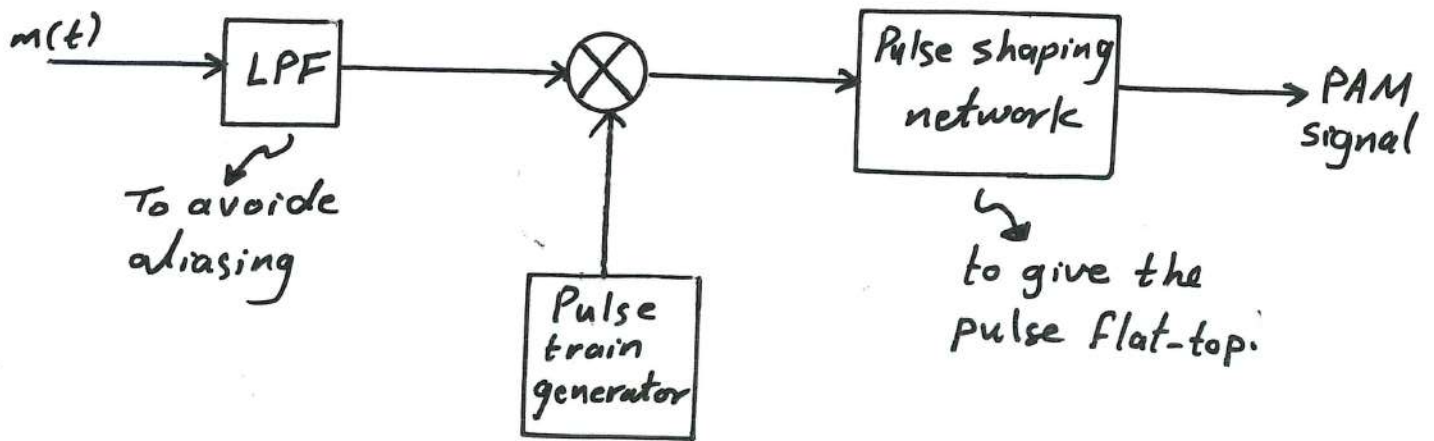 m(t)
LPF
To avoide
aliasing
Pulse
train
generator
Pulse shaping
network
to give the
pulse flat-top.
PAM
signal